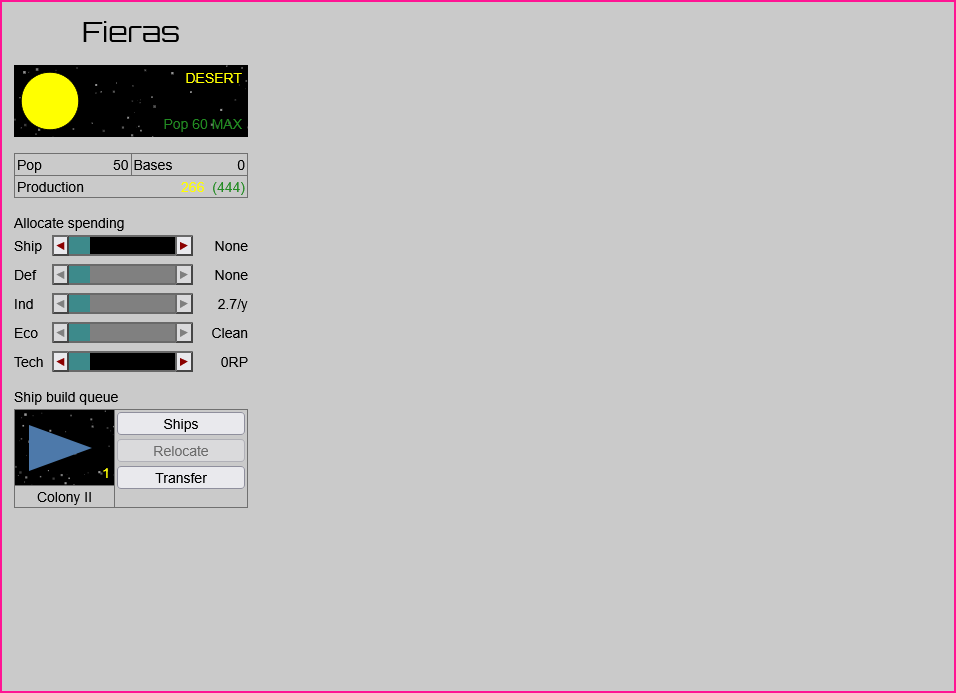 Fieras
DESERT
Pop 60 MAX
Pop 50 Bases 0
Production 266 (444)
Allocate spending
Ship ◄ ► None
Def ◄ ► None
Ind ◄ ► 2.7/y
Eco ◄ ► Clean
Tech ◄ ► 0RP
Ship build queue
Ships
Relocate
1
Transfer
Colony II